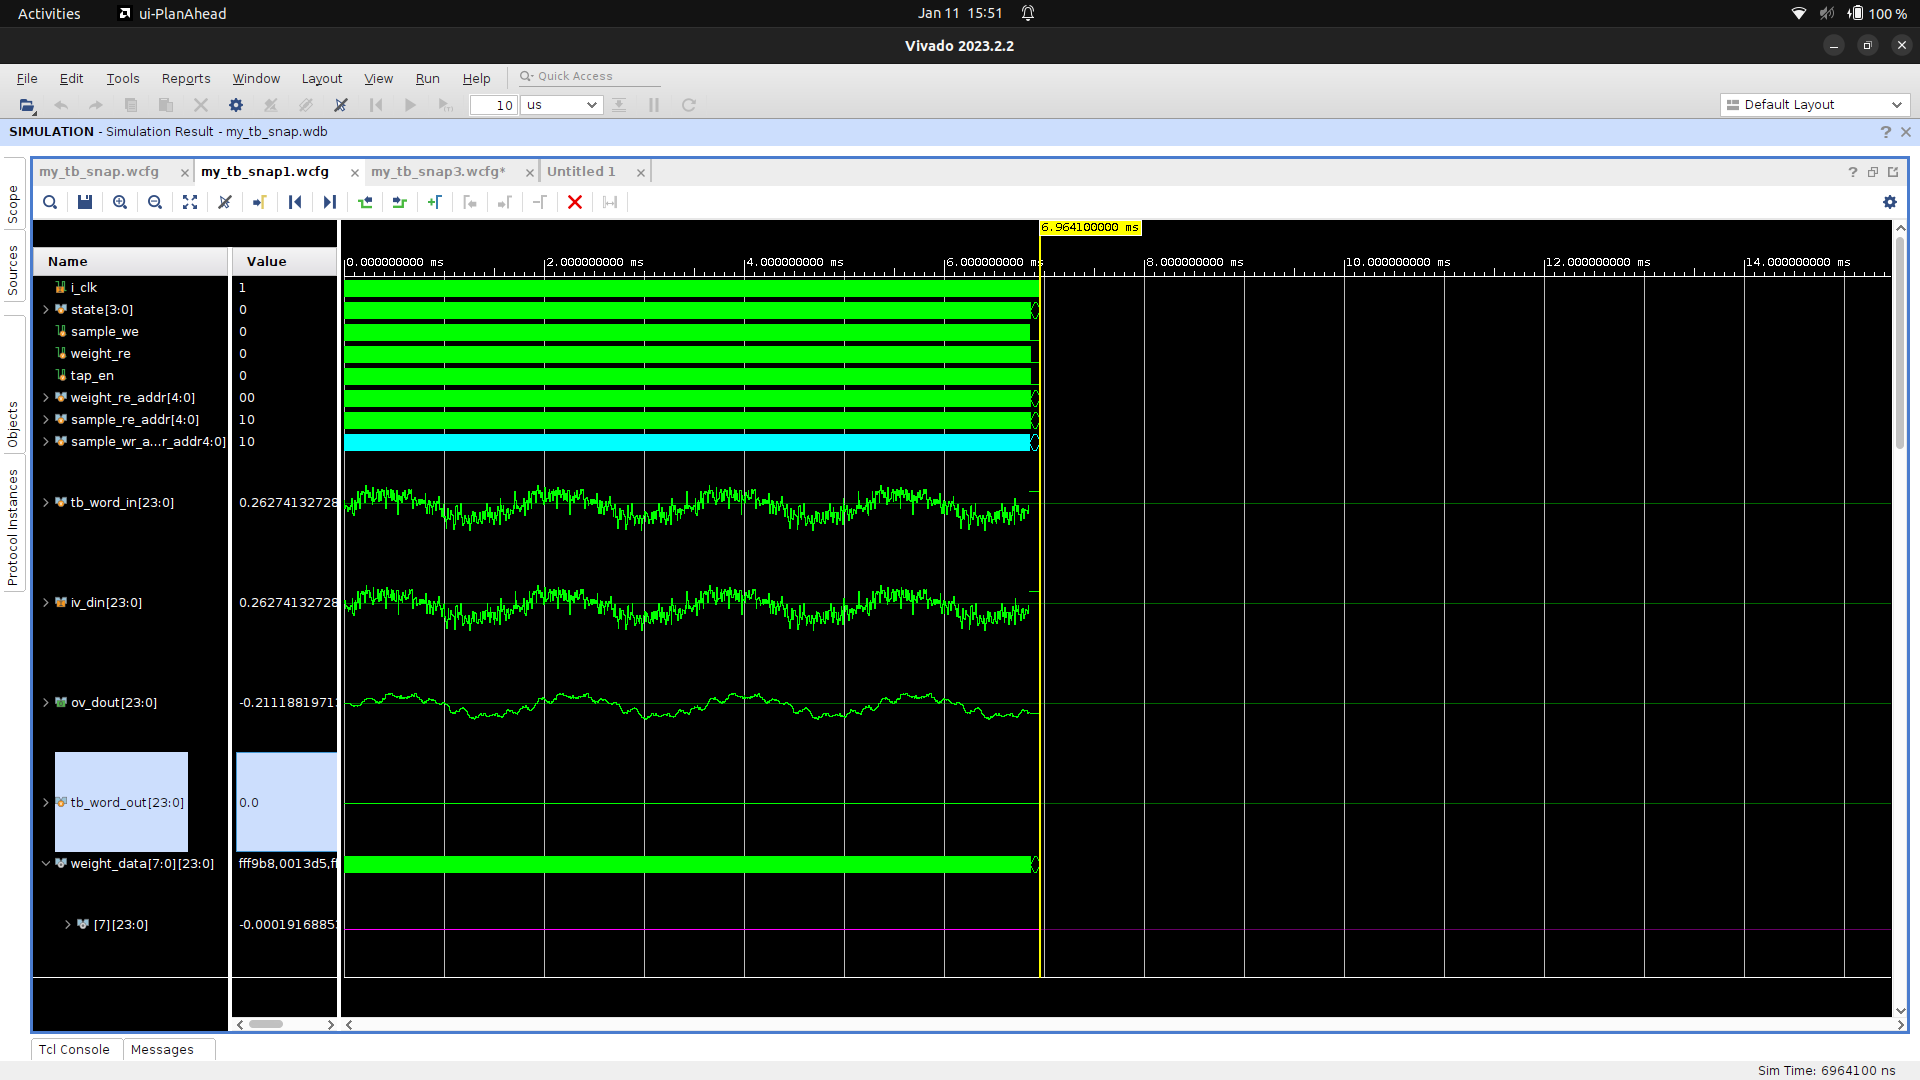 Activities
ui-PlanAhead
Jan 11 15:51
100 %
Vivado 2023.2.2
File Edit Tools Reports Window Layout View Run Help
Quick Access
10 us
Default Layout
SIMULATION - Simulation Result - my_tb_snap.wdb
my_tb_snap.wcfg
my_tb_snap1.wcfg
my_tb_snap3.wcfg*
Untitled 1
Scope
Sources
Objects
Protocol Instances
6.964100000 ms
Name Value
0.000000000 ms 2.000000000 ms 4.000000000 ms 6.000000000 ms 8.000000000 ms 10.000000000 ms 12.000000000 ms 14.000000000 ms
i_clk 1
state[3:0] 0
sample_we 0
weight_re 0
tap_en 0
weight_re_addr[4:0] 00
sample_re_addr[4:0] 10
sample_wr_a...r_addr4:0] 10
tb_word_in[23:0] 0.26274132728
iv_din[23:0] 0.26274132728
ov_dout[23:0] -0.2111881971
tb_word_out[23:0] 0.0
weight_data[7:0][23:0] fff9b8,0013d5,f
[7][23:0] -0.0001916885
Tcl Console Messages
Sim Time: 6964100 ns